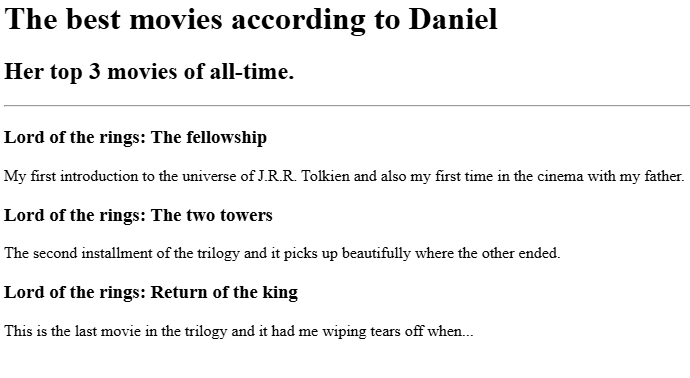 The best movies according to Daniel
Her top 3 movies of all-time.
Lord of the rings: The fellowship
My first introduction to the universe of J.R.R. Tolkien and also my first time in the cinema with my father.
Lord of the rings: The two towers
The second installment of the trilogy and it picks up beautifully where the other ended.
Lord of the rings: Return of the king
This is the last movie in the trilogy and it had me wiping tears off when...